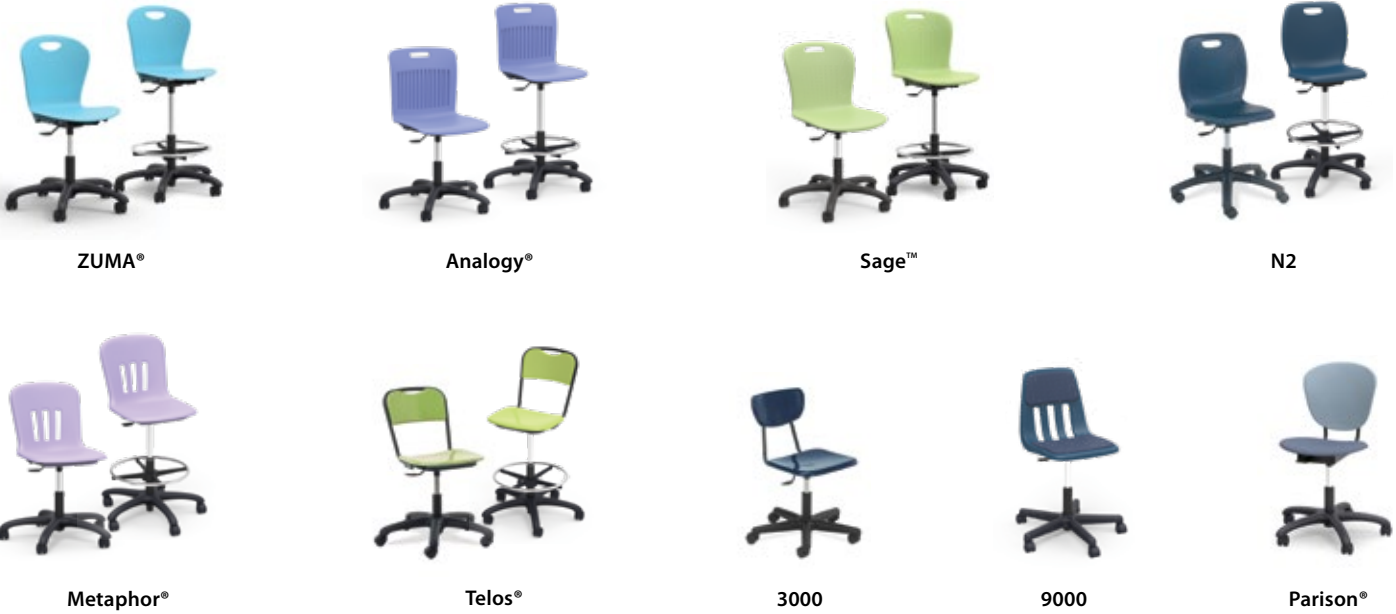 ZUMA®
Analogy®
Sage™
N2
Metaphor®
Telos®
3000
9000
Parison®